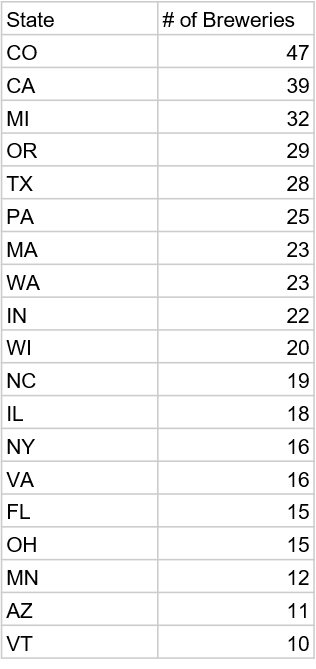 State # of Breweries
CO 47
CA 39
MI 32
OR 29
TX 28
PA 25
MA 23
WA 23
IN 22
WI 20
NC 19
IL 18
NY 16
VA 16
FL 15
OH 15
MN 12
AZ 11
VT 10